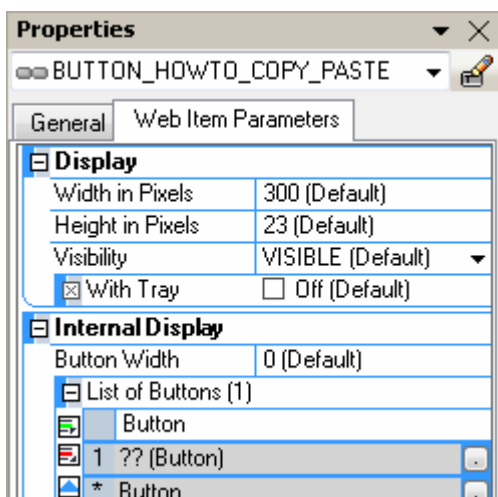 Properties
BUTTON_HOWTO_COPY_PASTE
General Web Item Parameters
Display
Width in Pixels 300 (Default)
Height in Pixels 23 (Default)
Visibility VISIBLE (Default)
With Tray Off (Default)
Internal Display
Button Width 0 (Default)
List of Buttons (1)
Button
1 ?? (Button) .
* Button .